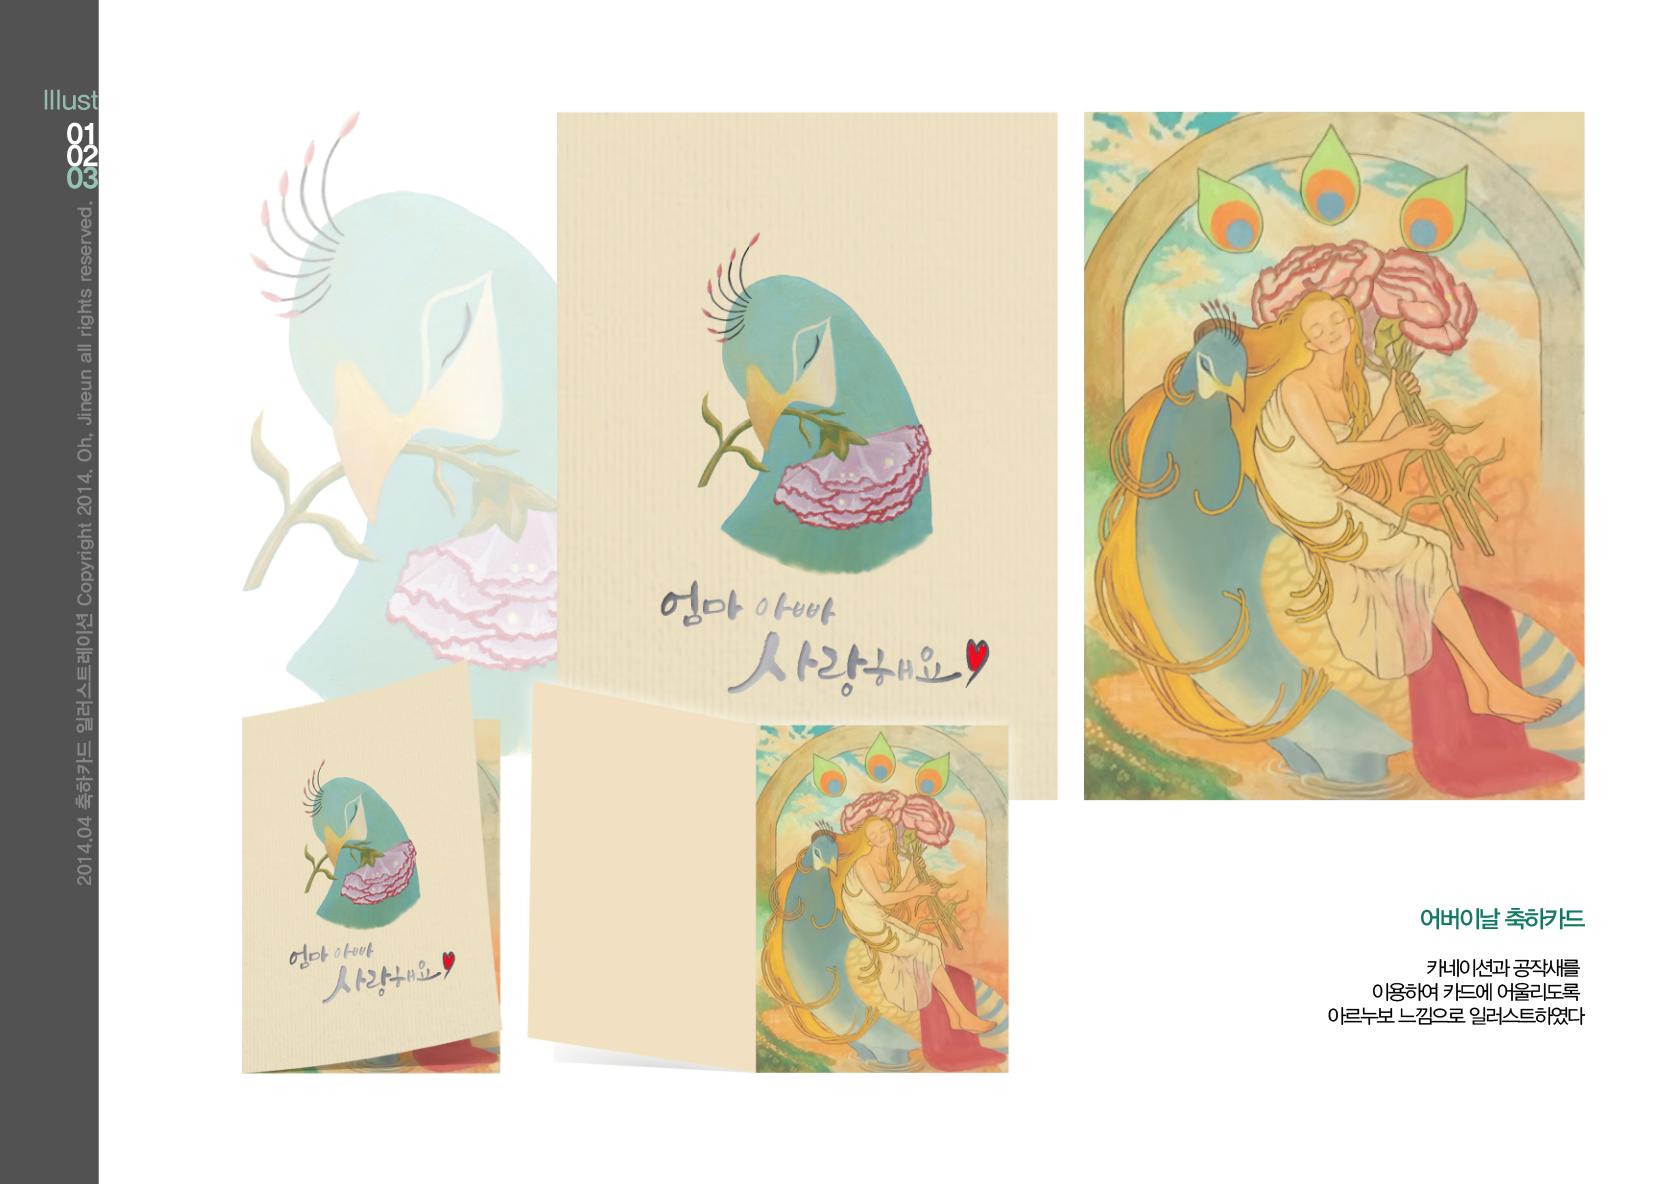 Illust
01
02
03
2014.04 축하카드 일러스트레이션 Copyright 2014. Oh, Jineun all rights reserved.
엄마 아빠
사랑해요
엄마 아빠
사랑해요
어버이날 축하카드
카네이션과 공작새를
이용하여 카드에 어울리도록
아르누보 느낌으로 일러스트하였다